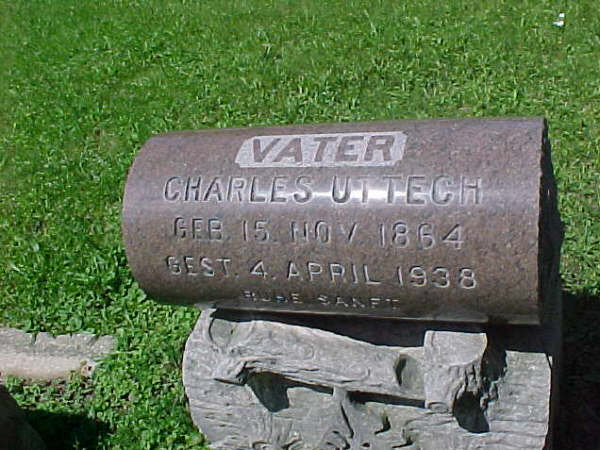 VATER
CHARLES UTTECH
GEB. 15. NOV. 1864
GEST. 4. APRIL 1938
RUHE SANFT